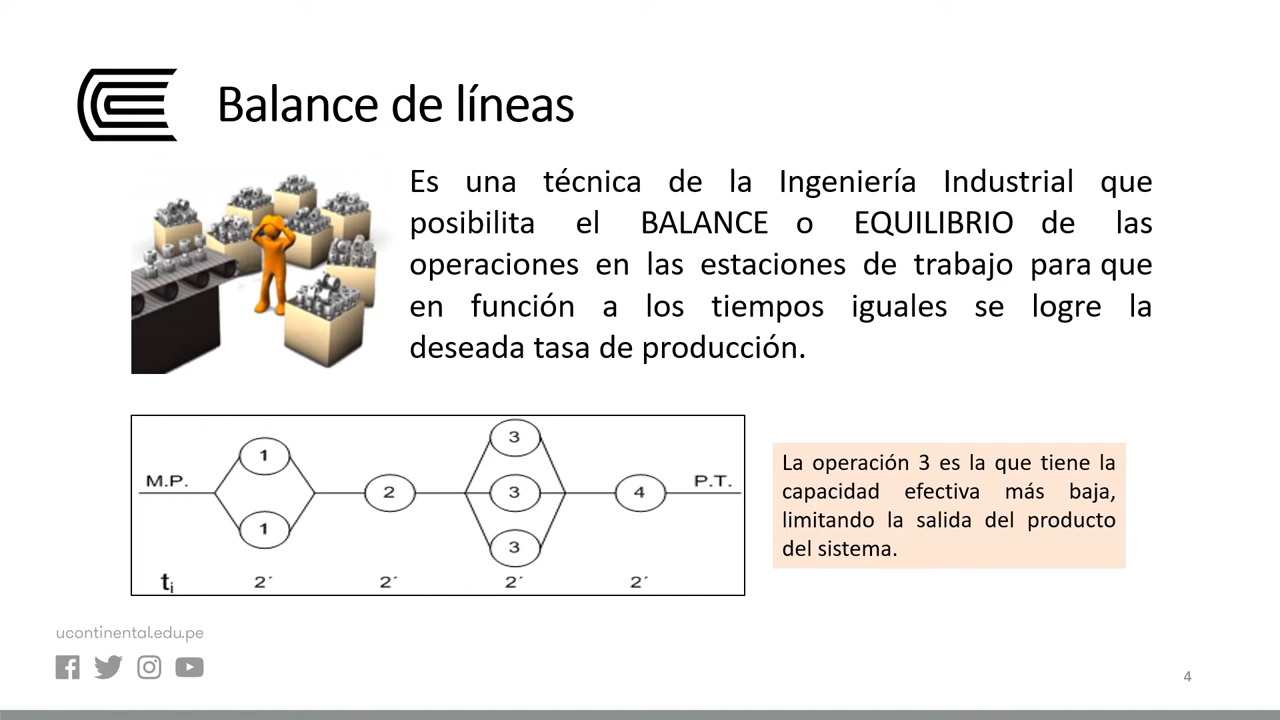 Balance de líneas
Es una técnica de la Ingeniería Industrial que
posibilita el BALANCE o EQUILIBRIO de las
operaciones en las estaciones de trabajo para que
en función a los tiempos iguales se logre la
deseada tasa de producción.
3
1
M.P.
2
3
4
P.T.
1
3
ti 2´ 2´ 2´ 2´
La operación 3 es la que tiene la
capacidad efectiva más baja,
limitando la salida del producto
del sistema.
ucontinental.edu.pe
4